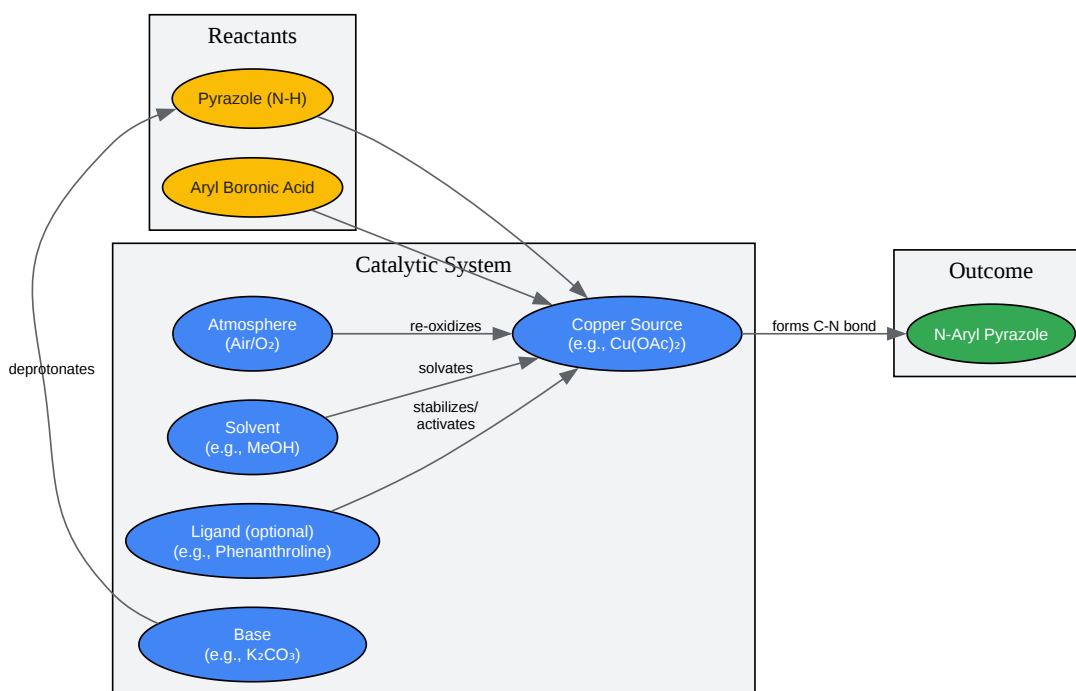 Reactants
Pyrazole (N-H)
Aryl Boronic Acid
deprotonates
Catalytic System
Atmosphere
(Air/O₂)
re-oxidizes
Copper Source
(e.g., Cu(OAc)₂)
Solvent
(e.g., MeOH)
solvates
stabilizes/
activates
Ligand (optional)
(e.g., Phenanthroline)
Base
(e.g., K₂CO₃)
forms C-N bond
Outcome
N-Aryl Pyrazole